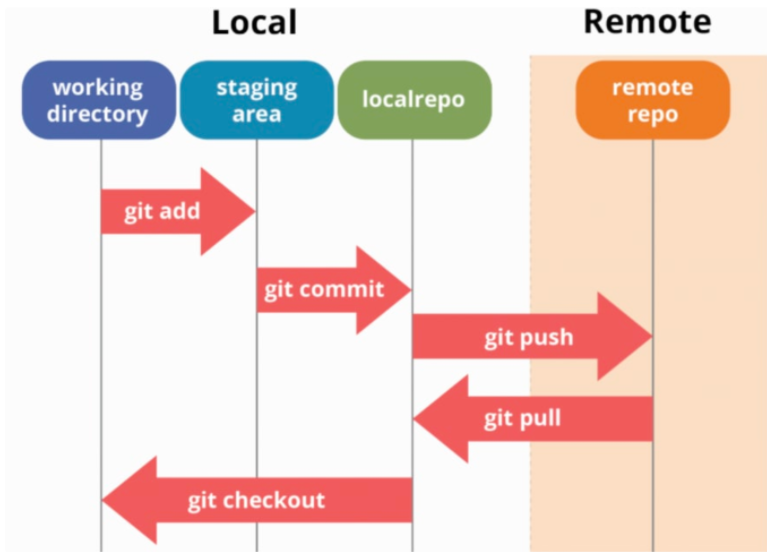 Local
Remote
working
directory
staging
area
localrepo
remote
repo
git add
git commit
git push
git pull
git checkout